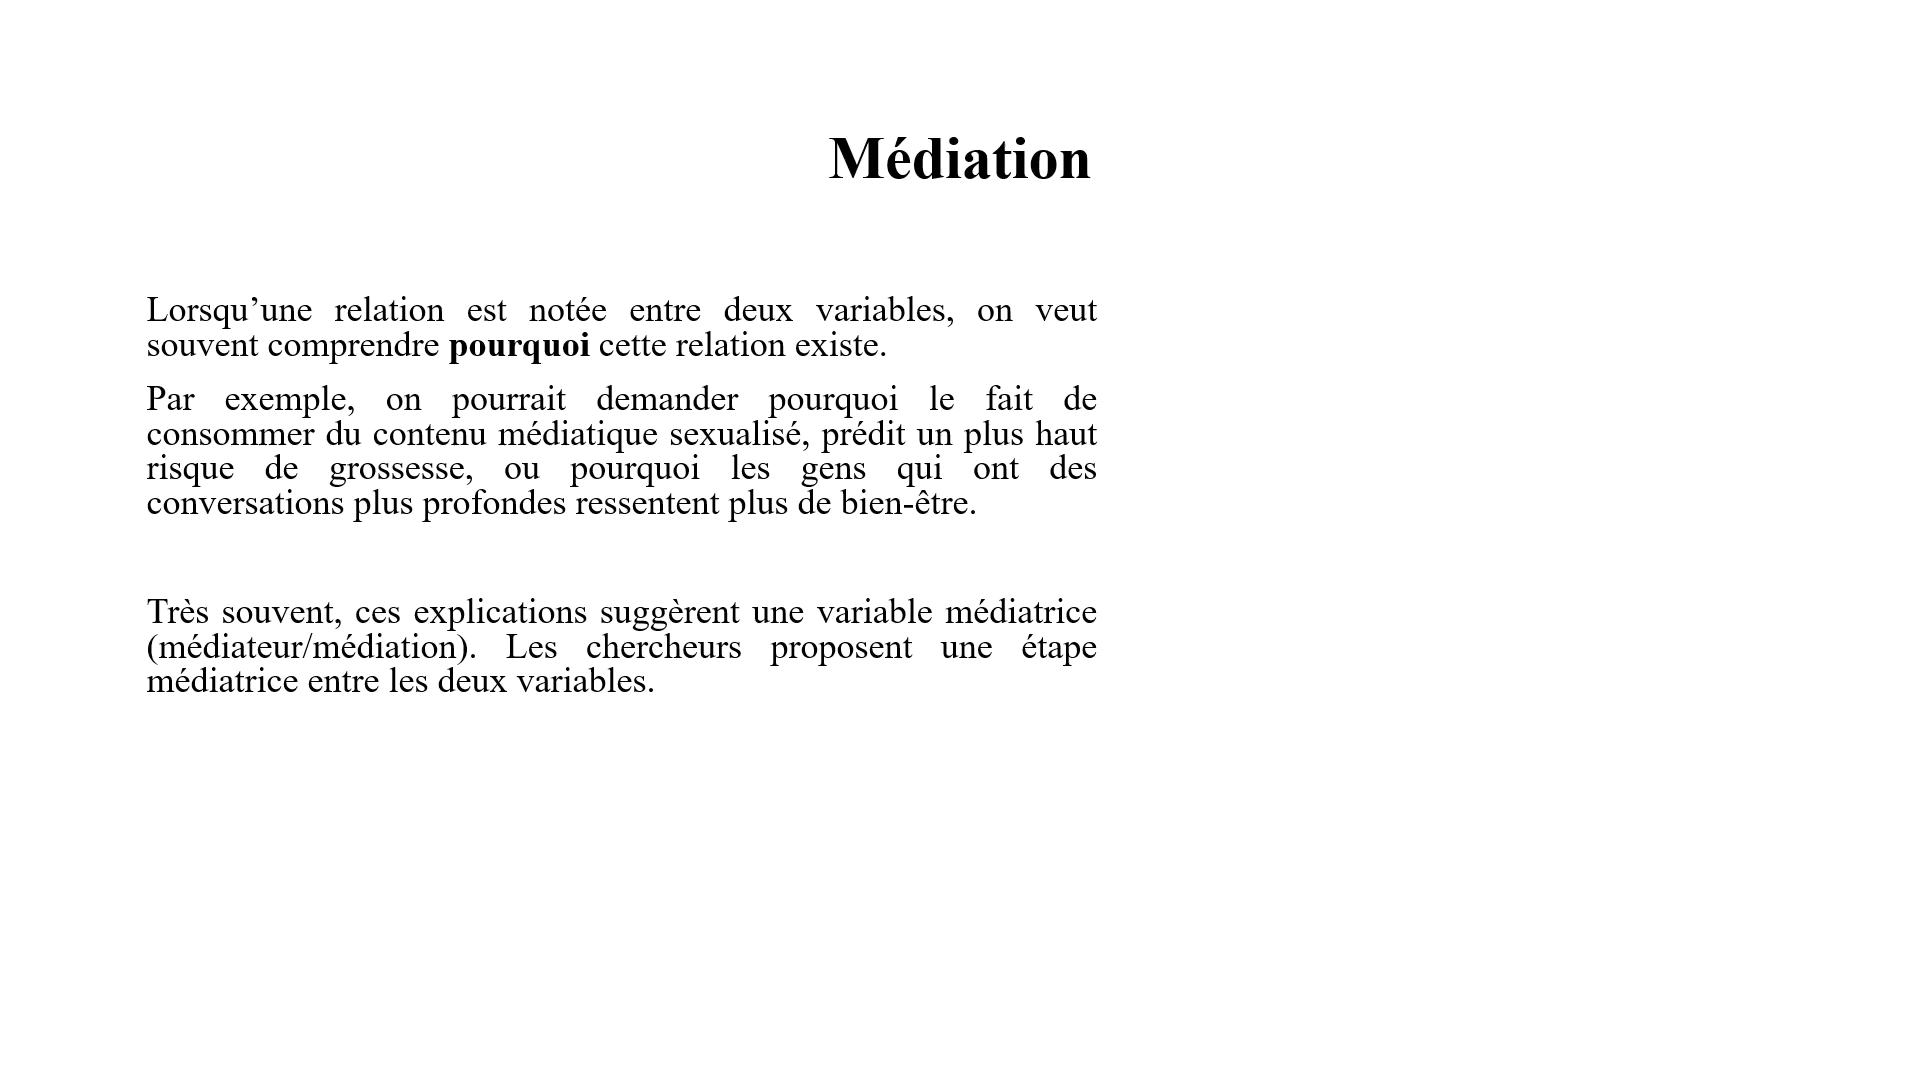 Médiation
Lorsqu’une relation est notée entre deux variables, on veut
souvent comprendre pourquoi cette relation existe.
Par exemple, on pourrait demander pourquoi le fait de
consommer du contenu médiatique sexualisé, prédit un plus haut
risque de grossesse, ou pourquoi les gens qui ont des
conversations plus profondes ressentent plus de bien-être.
Très souvent, ces explications suggèrent une variable médiatrice
(médiateur/médiation). Les chercheurs proposent une étape
médiatrice entre les deux variables.